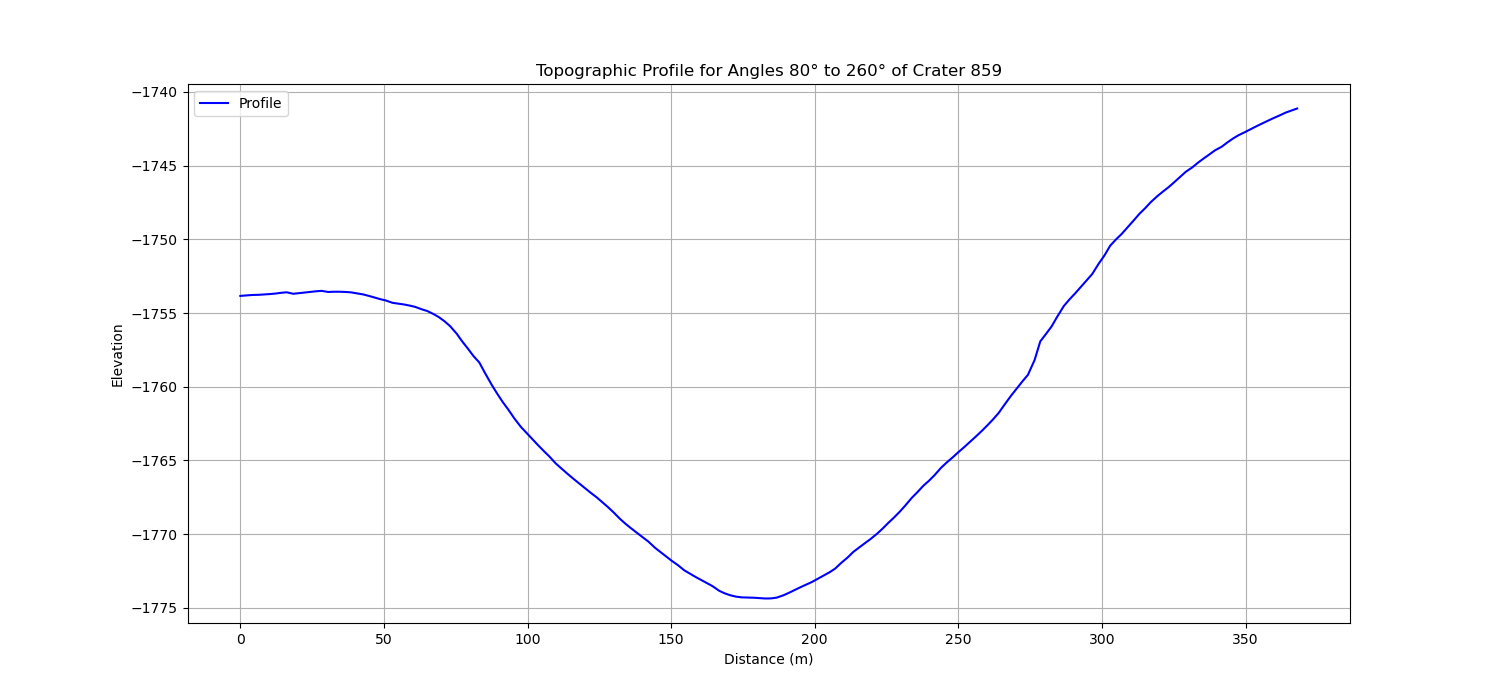 Topographic Profile for Angles 80° to 260° of Crater 859
Profile
Elevation
−1740
−1745
−1750
−1755
−1760
−1765
−1770
−1775
0 50 100 150 200 250 300 350
Distance (m)